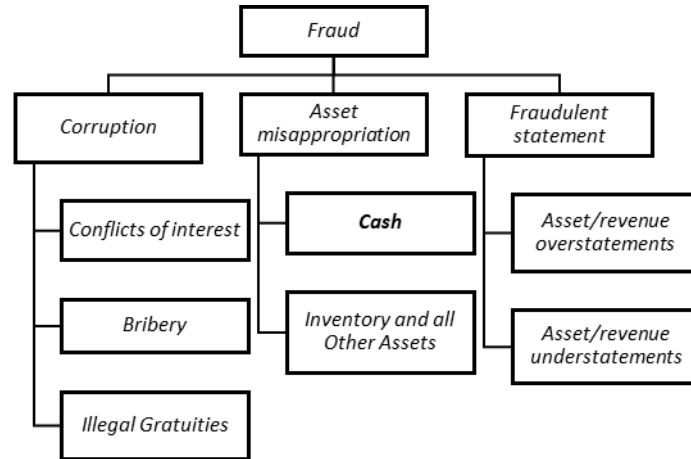 Fraud
Corruption
Asset
misappropriation
Fraudulent
statement
Conflicts of interest
Cash
Asset/revenue
overstatements
Bribery
Inventory and all
Other Assets
Asset/revenue
understatements
Illegal Gratuities